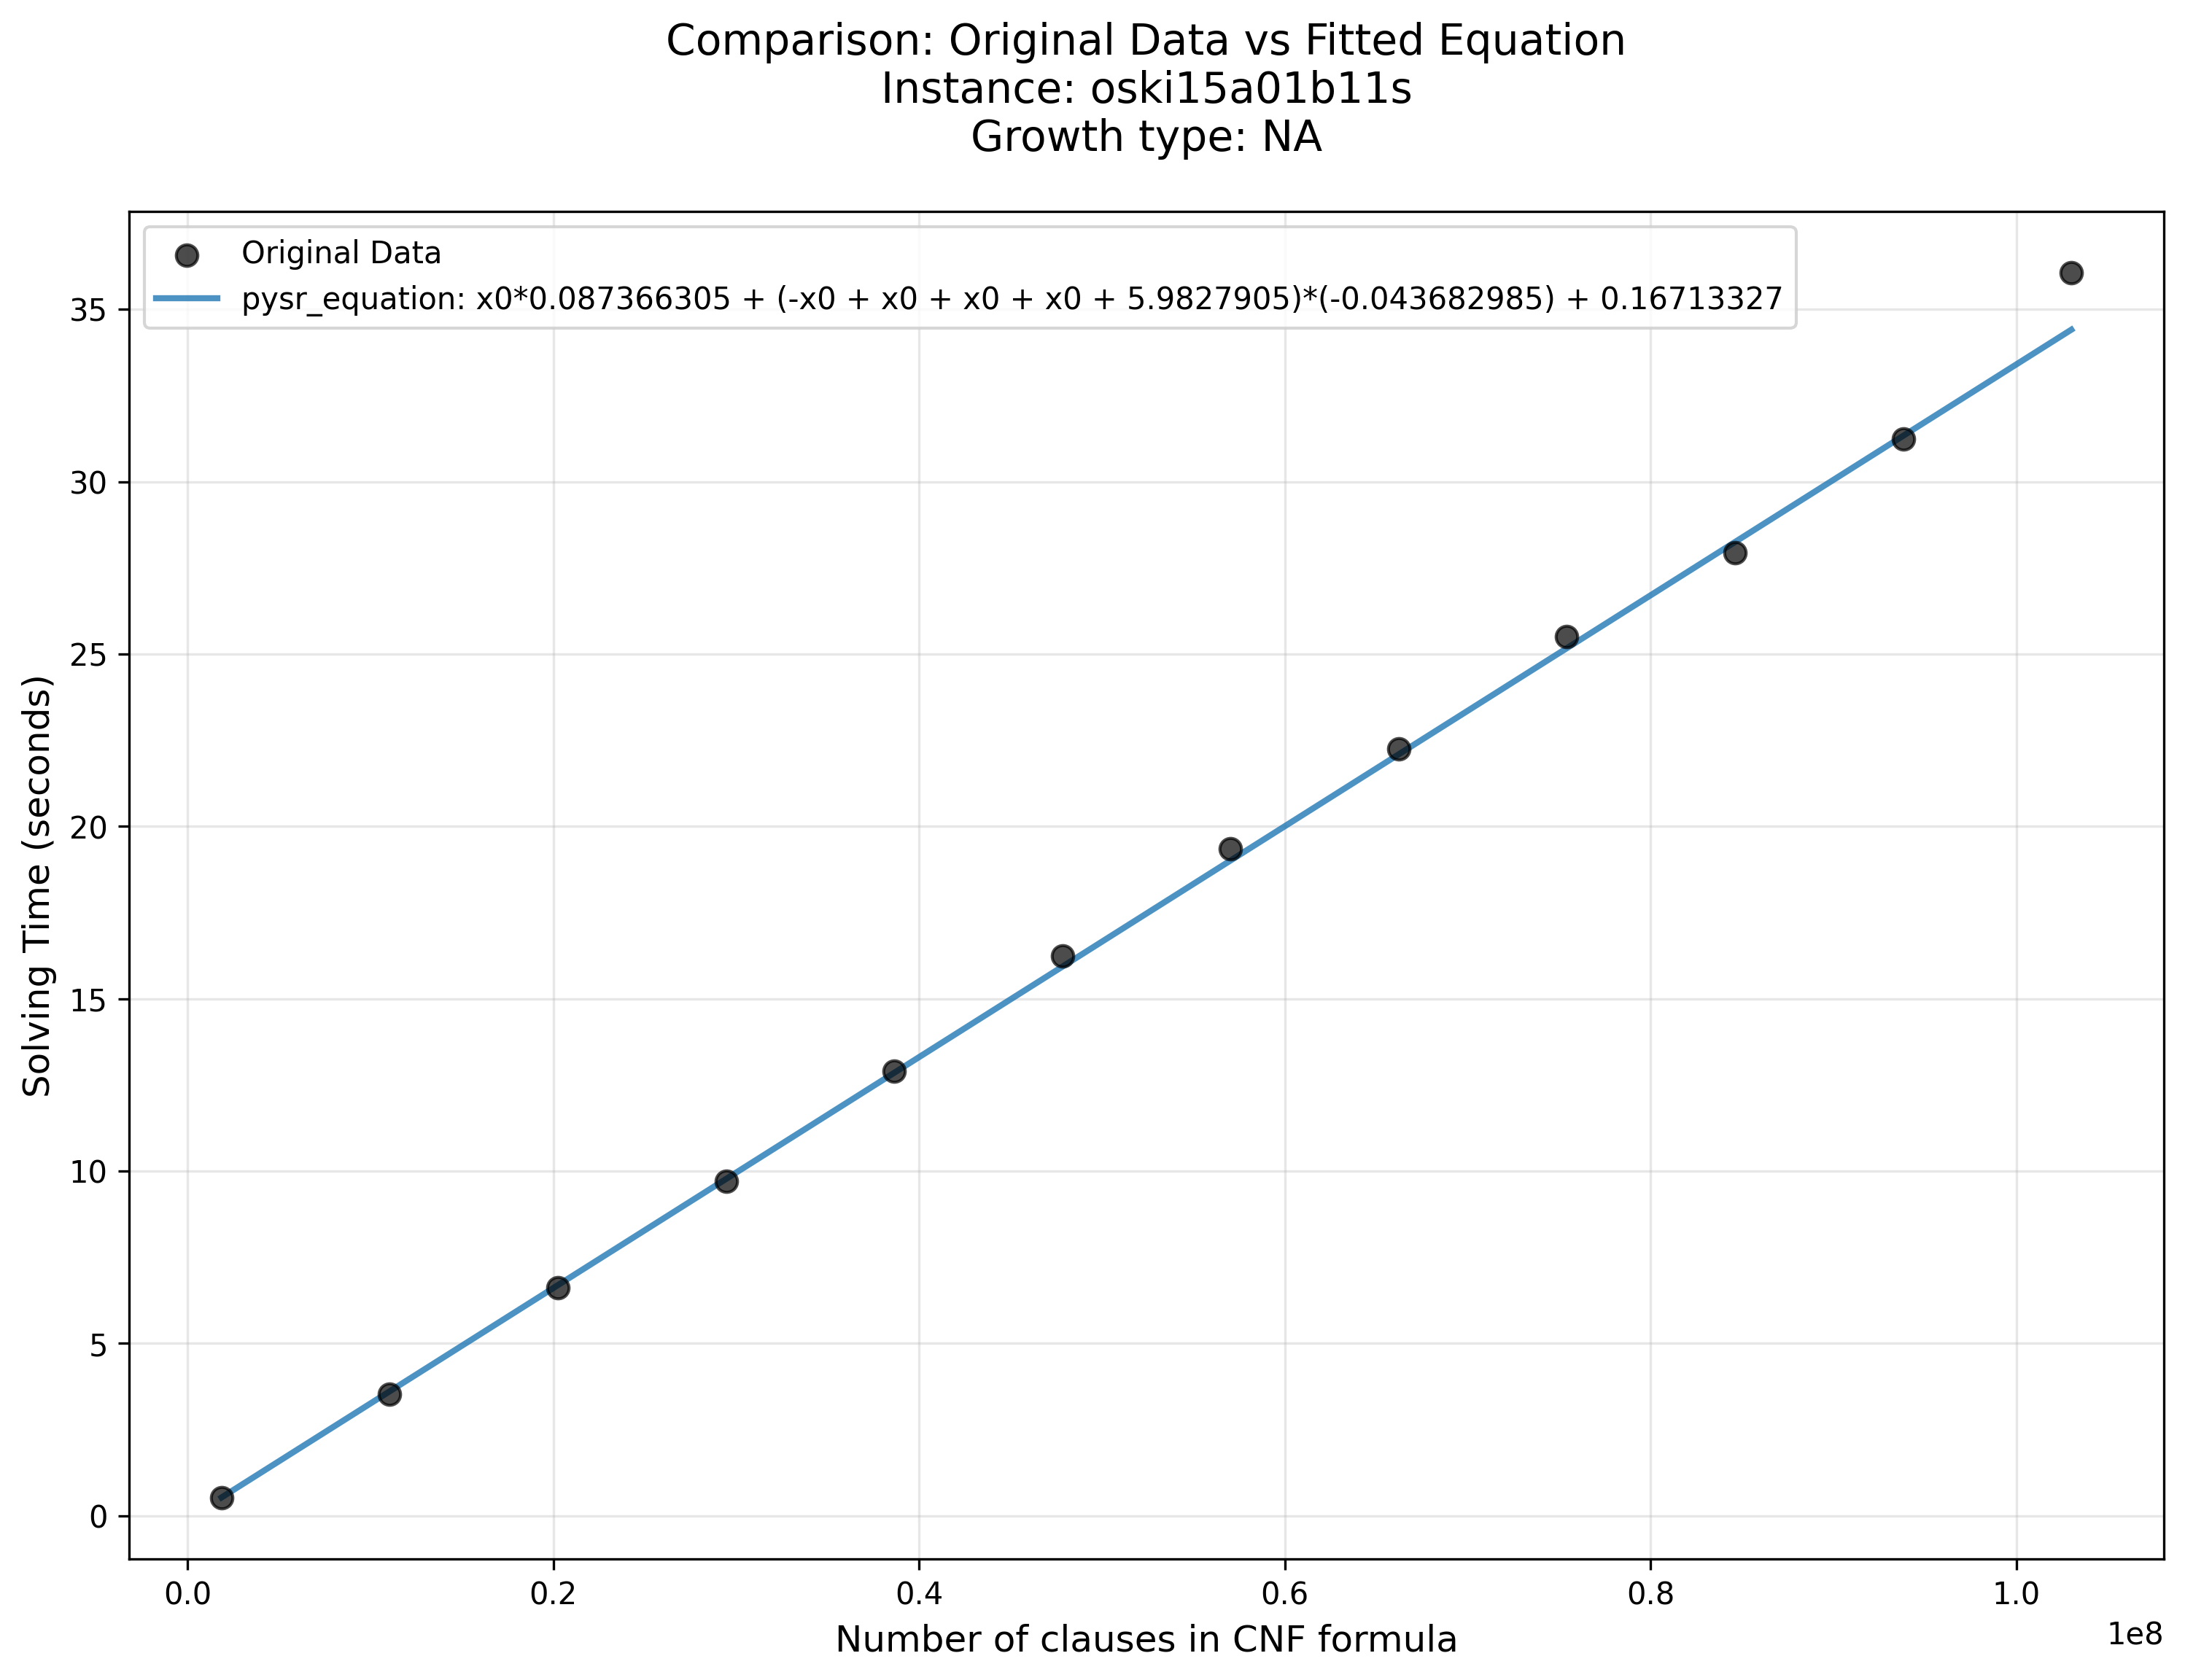 Comparison: Original Data vs Fitted Equation
Instance: oski15a01b11s
Growth type: NA
Original Data
pysr_equation: x0*0.087366305 + (-x0 + x0 + x0 + x0 + 5.9827905)*(-0.043682985) + 0.16713327
35
30
25
20
15
10
5
0
Solving Time (seconds)
0.0 0.2 0.4 0.6 0.8 1.0
1e8
Number of clauses in CNF formula